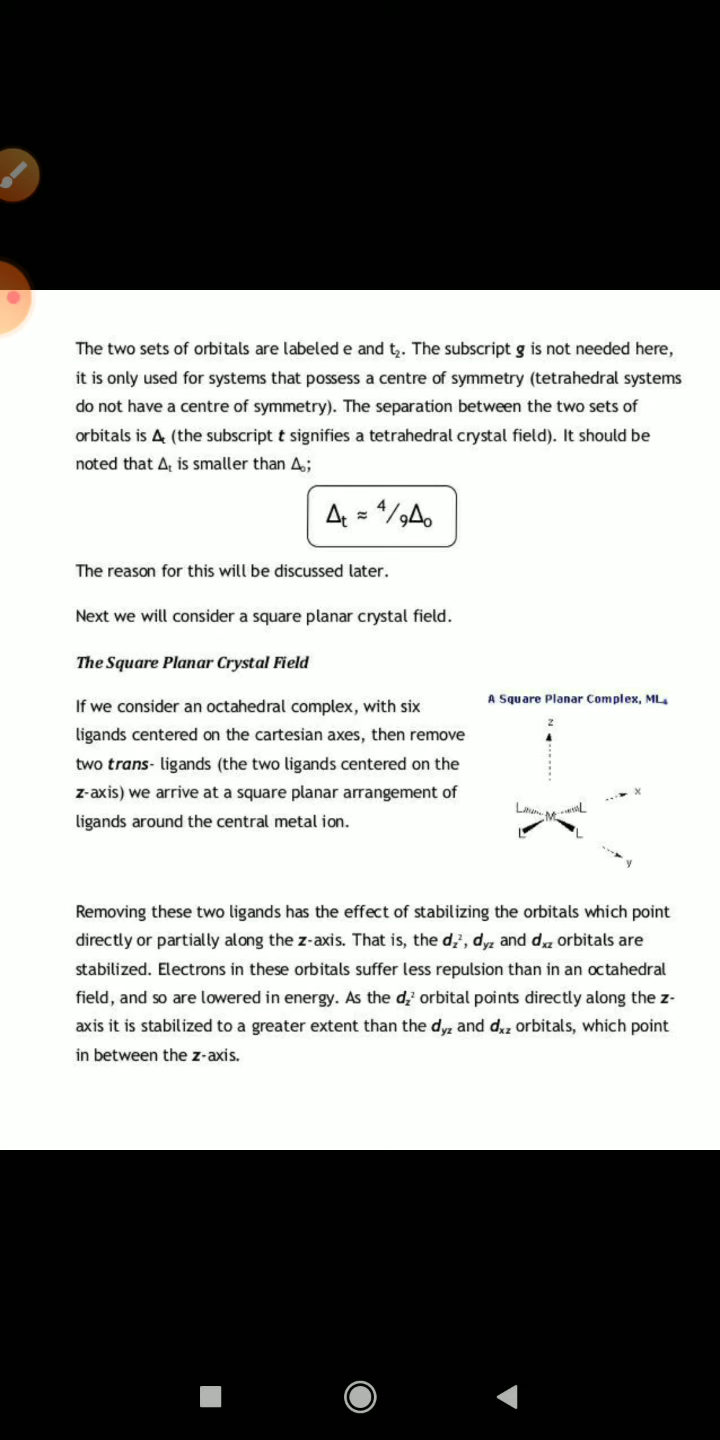 The two sets of orbitals are labeled e and t₂. The subscript g is not needed here,
it is only used for systems that possess a centre of symmetry (tetrahedral systems
do not have a centre of symmetry). The separation between the two sets of
orbitals is Δₜ (the subscript t signifies a tetrahedral crystal field). It should be
noted that Δₜ is smaller than Δₒ;
Δₜ ≈ ⁴/₉Δₒ
The reason for this will be discussed later.
Next we will consider a square planar crystal field.
The Square Planar Crystal Field
If we consider an octahedral complex, with six
ligands centered on the cartesian axes, then remove
two trans- ligands (the two ligands centered on the
z-axis) we arrive at a square planar arrangement of
ligands around the central metal ion.
A Square Planar Complex, ML₄
z
x
L M L
L L
y
Removing these two ligands has the effect of stabilizing the orbitals which point
directly or partially along the z-axis. That is, the d_z², d_yz and d_xz orbitals are
stabilized. Electrons in these orbitals suffer less repulsion than in an octahedral
field, and so are lowered in energy. As the d_z² orbital points directly along the z-
axis it is stabilized to a greater extent than the d_yz and d_xz orbitals, which point
in between the z-axis.